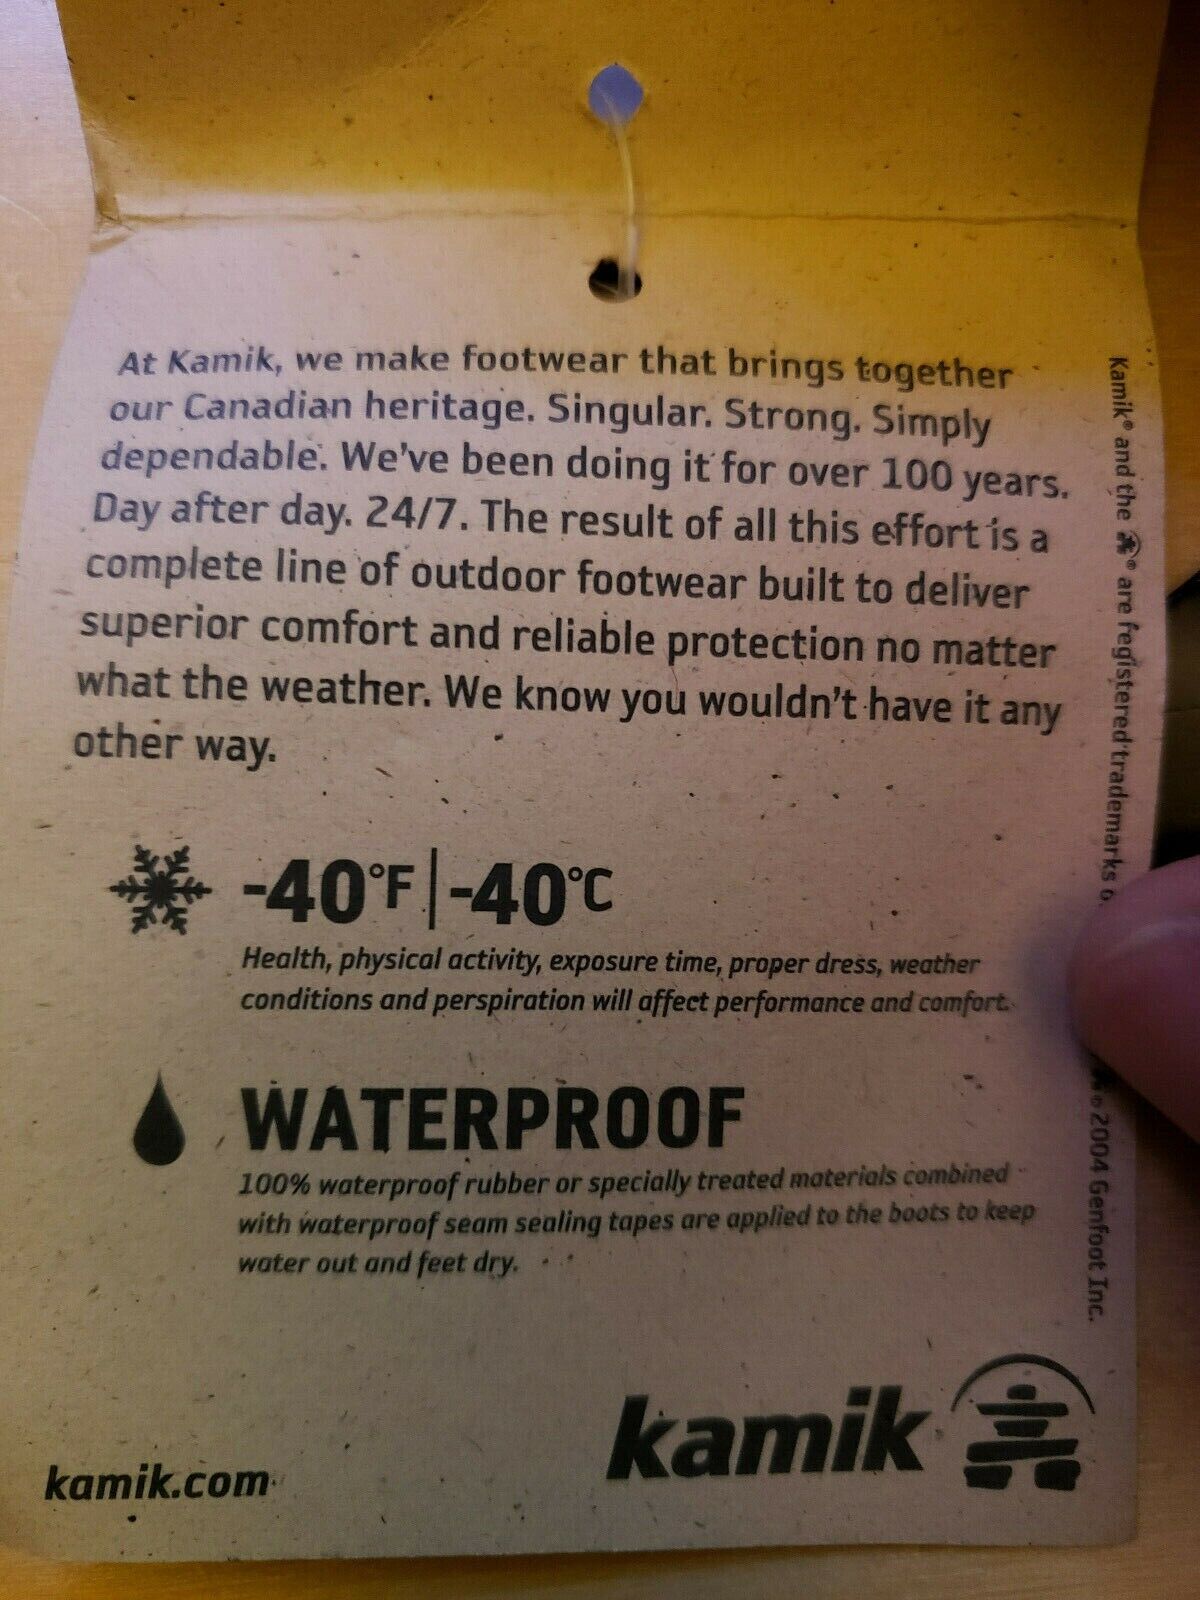 At Kamik, we make footwear that brings together
our Canadian heritage. Singular. Strong. Simply
dependable. We've been doing it for over 100 years.
Day after day. 24/7. The result of all this effort is a
complete line of outdoor footwear built to deliver
superior comfort and reliable protection no matter
what the weather. We know you wouldn't have it any
other way.
-40°F | -40°C
Health, physical activity, exposure time, proper dress, weather
conditions and perspiration will affect performance and comfort.
WATERPROOF
100% waterproof rubber or specially treated materials combined
with waterproof seam sealing tapes are applied to the boots to keep
water out and feet dry.
kamik.com
kamik
Kamik® and the ® are registered trademarks
© 2004 Genfoot Inc.